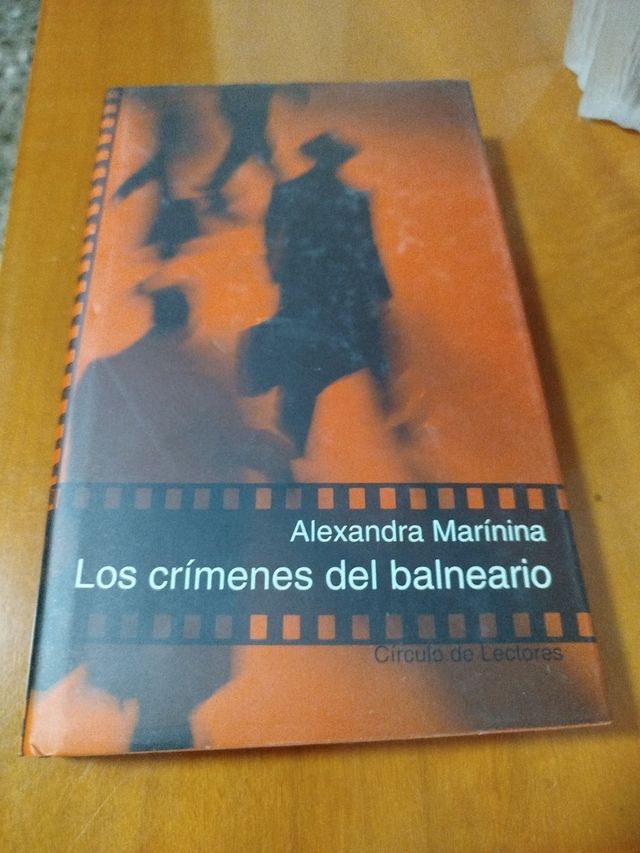 Alexandra Marínina
Los crímenes del balneario
Círculo de Lectores